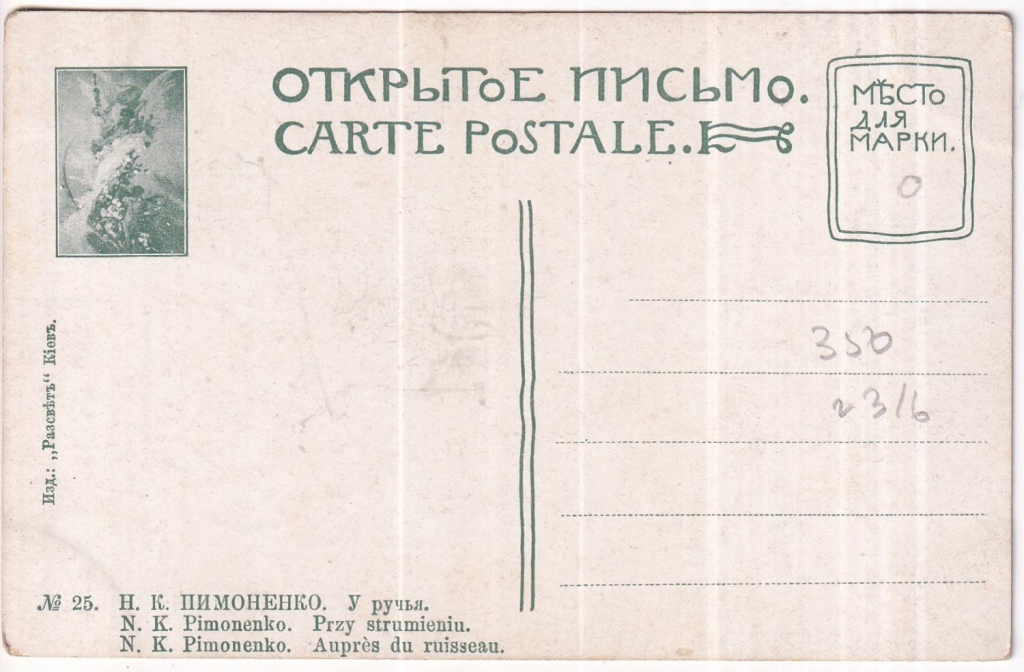 ОТКРЫТОЕ ПИСЬМО.
CARTE POSTALE.
МѢСТО
ДЛЯ
МАРКИ.
0
350
Изд.: „Разсвѣтъ“ Кіевъ.
№ 25. Н. К. ПИМОНЕНКО. У ручья.
N. K. Pimonenko. Przy strumieniu.
N. K. Pimonenko. Auprès du ruisseau.